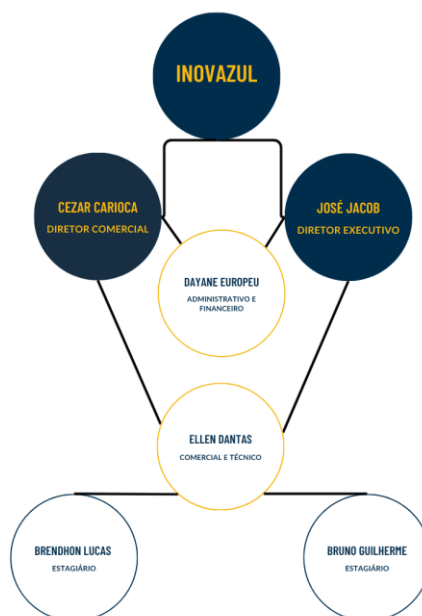 INOVAZUL
CEZAR CARIOCA
DIRETOR COMERCIAL
JOSÉ JACOB
DIRETOR EXECUTIVO
DAYANE EUROPEU
ADMINISTRATIVO E
FINANCEIRO
ELLEN DANTAS
COMERCIAL E TÉCNICO
BRENDHON LUCAS
ESTAGIÁRIO
BRUNO GUILHERME
ESTAGIÁRIO